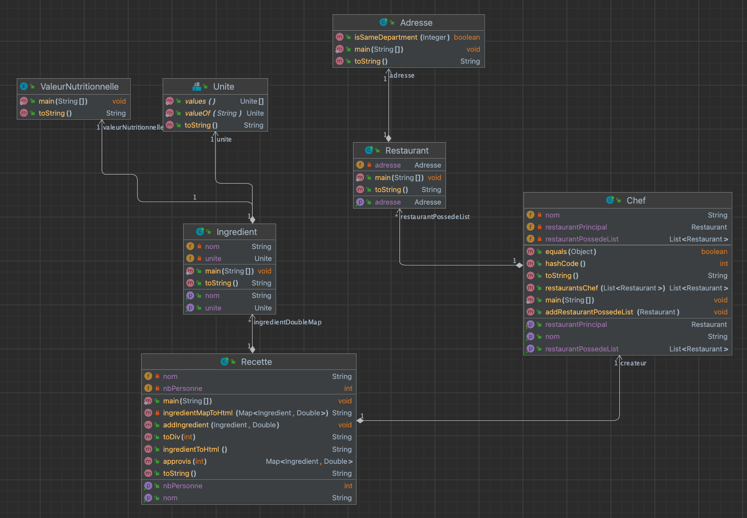 Adresse
isSameDepartment (Integer) boolean
main(String[]) void
toString() String
1 adresse
ValeurNutritionnelle
main(String[]) void
toString() String
1 valeurNutritionnelle
Unite
values () Unite[]
valueOf (String) Unite
toString() String
1 unite
1
Restaurant
adresse Adresse
main(String[]) void
toString() String
adresse Adresse
* restaurantPossedeList
1
Chef
nom String
restaurantPrincipal Restaurant
restaurantPossedeList List<Restaurant>
equals(Object) boolean
hashCode() int
toString() String
restaurantsChef (List<Restaurant>) List<Restaurant>
main(String[]) void
addRestaurantPossedeList (Restaurant) void
restaurantPrincipal Restaurant
nom String
restaurantPossedeList List<Restaurant>
1 createur
1
1
1
Ingredient
nom String
unite Unite
main(String[]) void
toString() String
nom String
unite Unite
* ingredientDoubleMap
1
Recette
nom String
nbPersonne int
main(String[]) void
ingredientMapToHtml (Map<Ingredient, Double>) String
addIngredient (Ingredient, Double) void
toDiv(int) String
ingredientToHtml () String
approvis(int) Map<Ingredient, Double>
toString() String
nbPersonne int
nom String
1